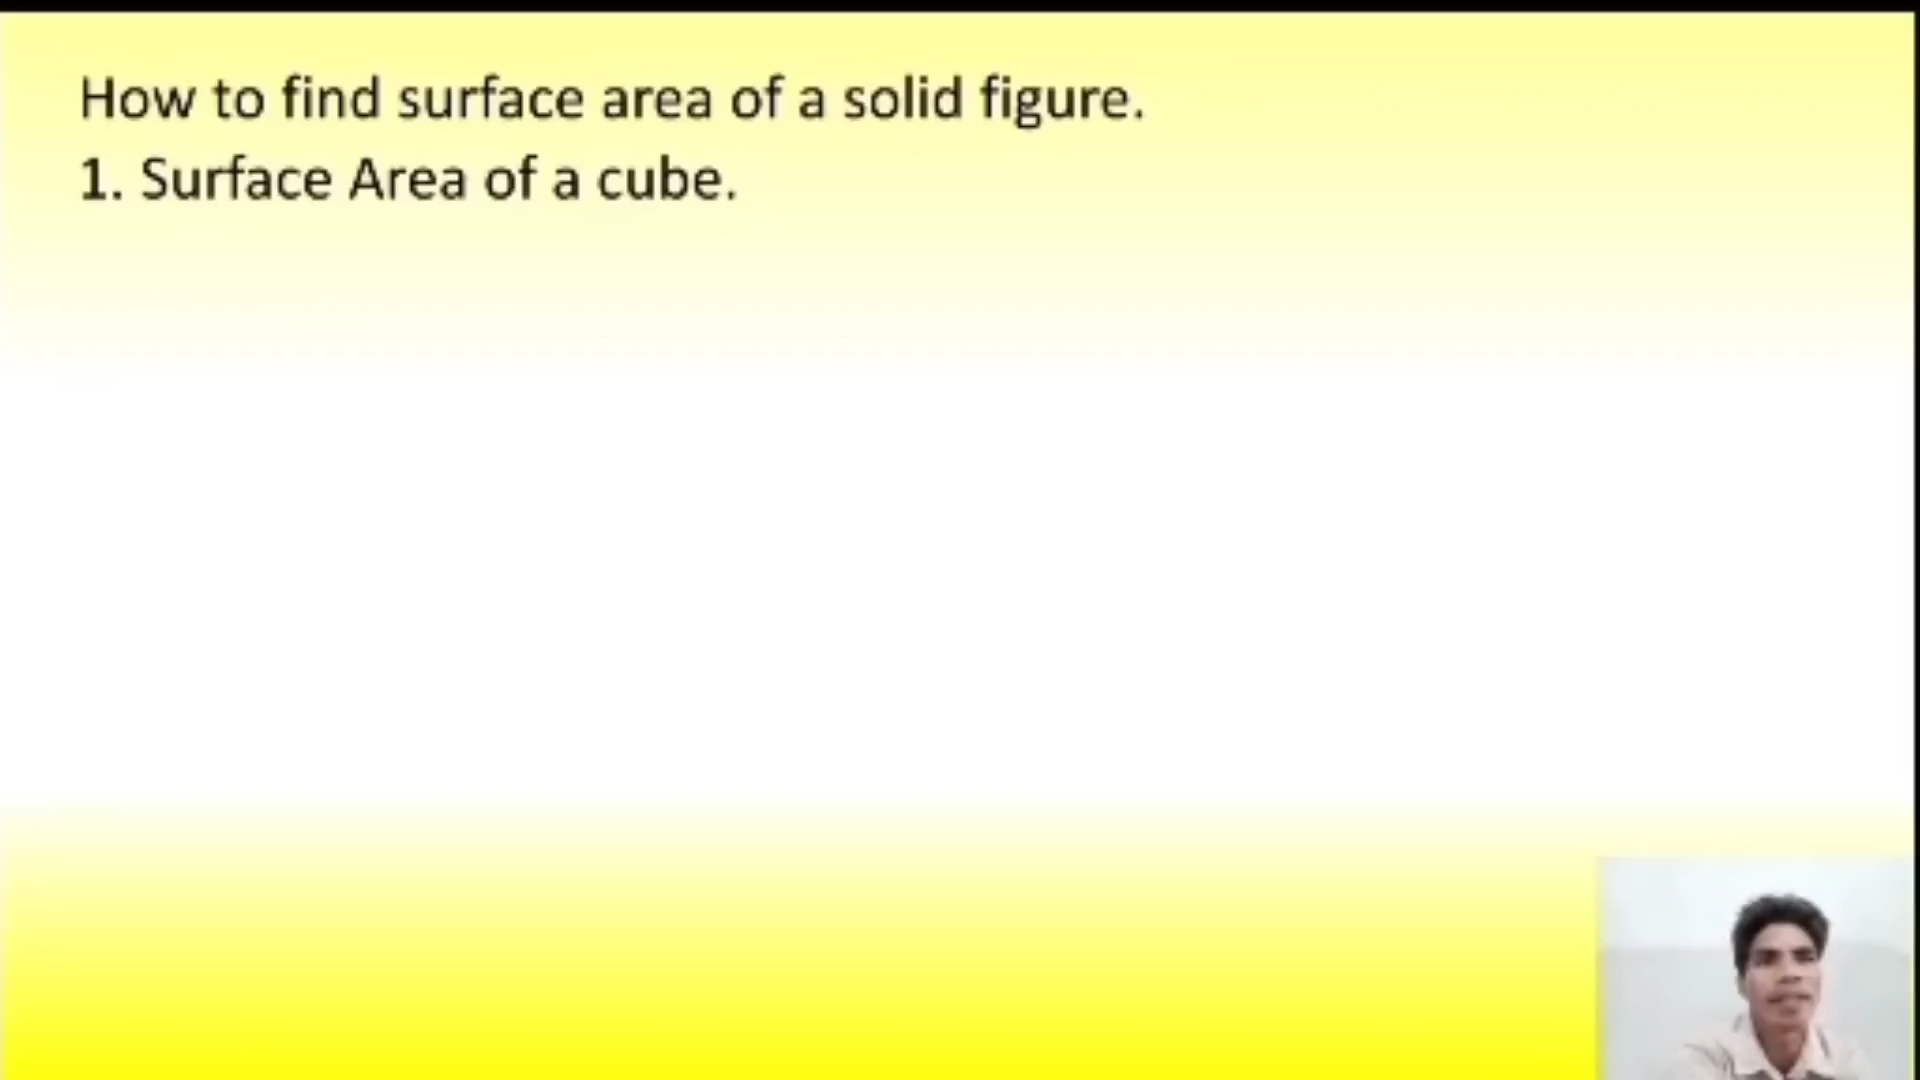 How to find surface area of a solid figure.
1. Surface Area of a cube.